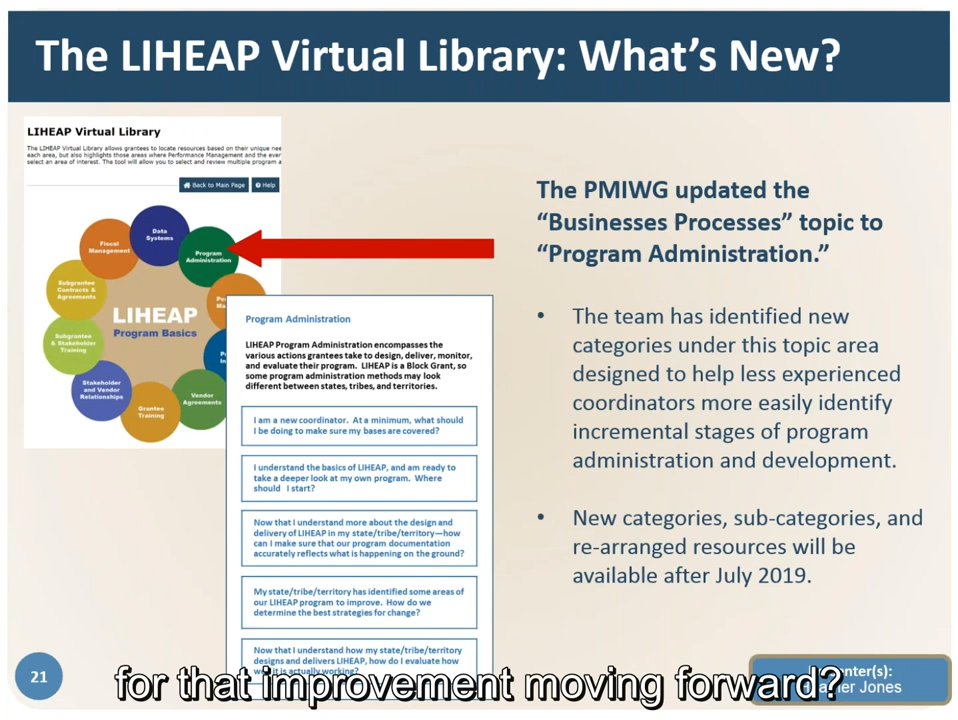 The LIHEAP Virtual Library: What's New?
LIHEAP Virtual Library
The LIHEAP Virtual Library allows grantees to locate resources based on their unique nee
each area, but also highlights those areas where Performance Management and the ever
select an area of interest. The tool will allow you to select and review multiple program a
Back to Main Page
Help
Data
Systems
Program
Administration
Fiscal
Management
Subgrantee
Contracts &
Agreements
Subgrantee
& Stakeholder
Training
Stakeholder
and Vendor
Relationships
Grantee
Training
Vendor
Agreements
LIHEAP
Program Basics
Program Administration
LIHEAP Program Administration encompasses the
various actions grantees take to design, deliver, monitor,
and evaluate their program. LIHEAP is a Block Grant, so
some program administration methods may look
different between states, tribes, and territories.
I am a new coordinator. At a minimum, what should
I be doing to make sure my bases are covered?
I understand the basics of LIHEAP, and am ready to
take a deeper look at my own program. Where
should I start?
Now that I understand more about the design and
delivery of LIHEAP in my state/tribe/territory—how
can I make sure that our program documentation
accurately reflects what is happening on the ground?
My state/tribe/territory has identified some areas of
our LIHEAP program to improve. How do we
determine the best strategies for change?
Now that I understand how my state/tribe/territory
designs and delivers LIHEAP, how do I evaluate how
it is actually working?
The PMIWG updated the
“Businesses Processes” topic to
“Program Administration.”
• The team has identified new
categories under this topic area
designed to help less experienced
coordinators more easily identify
incremental stages of program
administration and development.
• New categories, sub-categories, and
re-arranged resources will be
available after July 2019.
21
Jones
for that improvement moving forward?